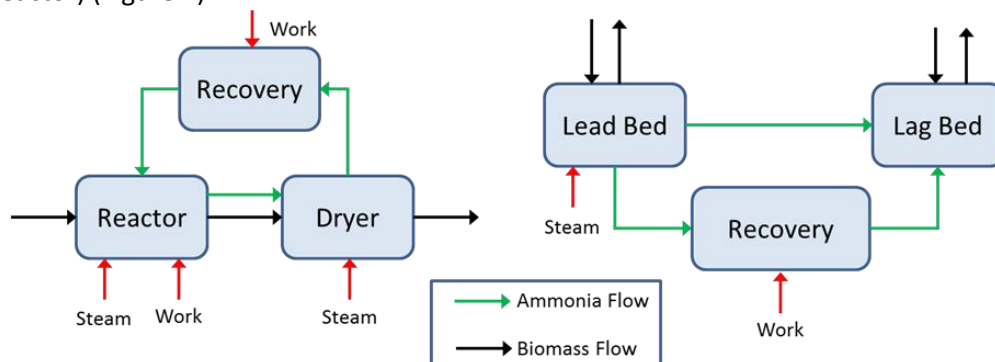 Work
Recovery
Reactor
Dryer
Steam
Work
Steam
Lead Bed
Lag Bed
Steam
Recovery
Work
Ammonia Flow
Biomass Flow